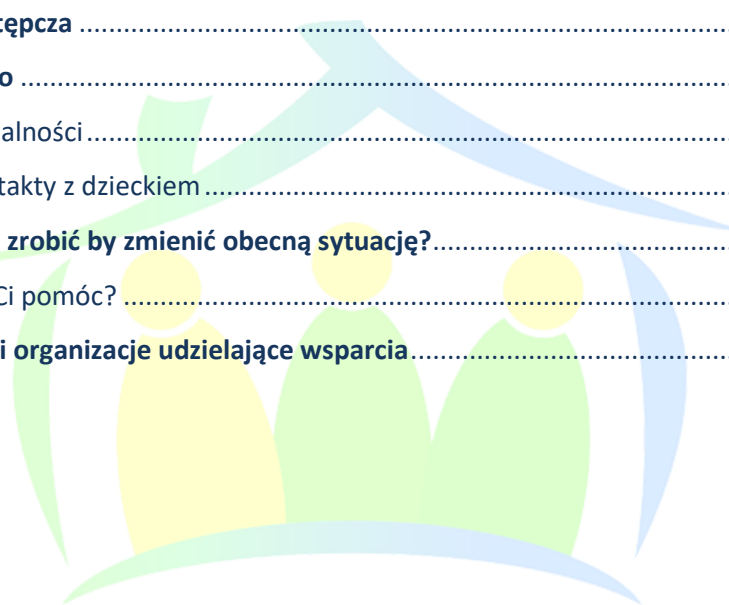 tępcza ....................................................................................................
o ....................................................................................................
alności ....................................................................................................
takty z dzieckiem ....................................................................................................
zrobić by zmienić obecną sytuację? ....................................................................................................
Ci pomóc? ....................................................................................................
i organizacje udzielające wsparcia ....................................................................................................